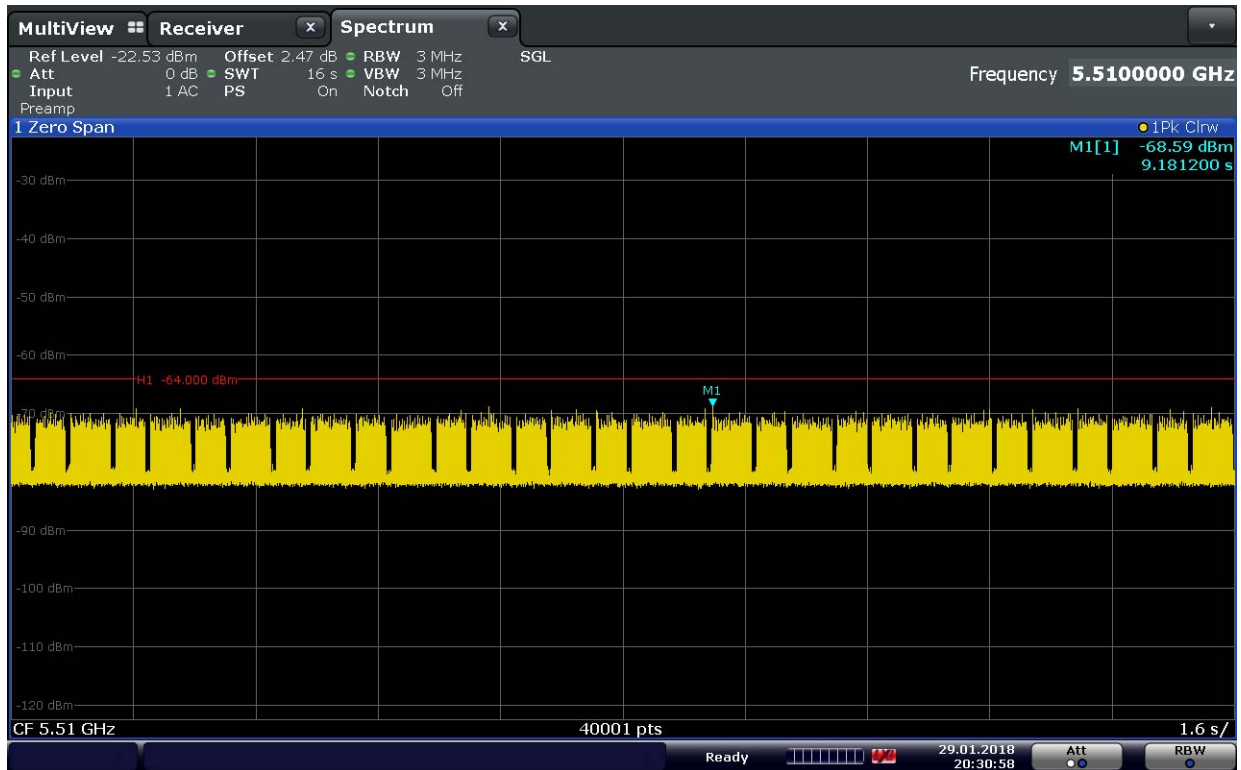 MultiView Receiver X Spectrum X
Ref Level -22.53 dBm Offset 2.47 dB RBW 3 MHz SGL
Att 0 dB SWT 16 s VBW 3 MHz Frequency 5.5100000 GHz
Input 1 AC PS On Notch Off
Preamp
1 Zero Span 1Pk Clrw
M1[1] -68.59 dBm
9.181200 s
-30 dBm
-40 dBm
-50 dBm
-60 dBm
H1 -64.000 dBm
M1
-70 dBm
-90 dBm
-100 dBm
-110 dBm
-120 dBm
CF 5.51 GHz 40001 pts 1.6 s/
Ready 29.01.2018 Att RBW
20:30:58